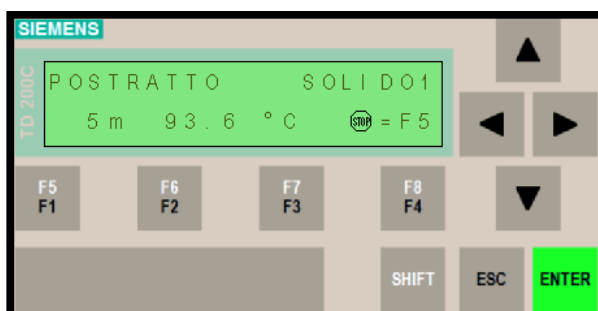 SIEMENS
TD 200C
POSTRATTO SOLIDO1
5m 93.6 °C STOP =F5
F5 F6 F7 F8
F1 F2 F3 F4
SHIFT ESC ENTER